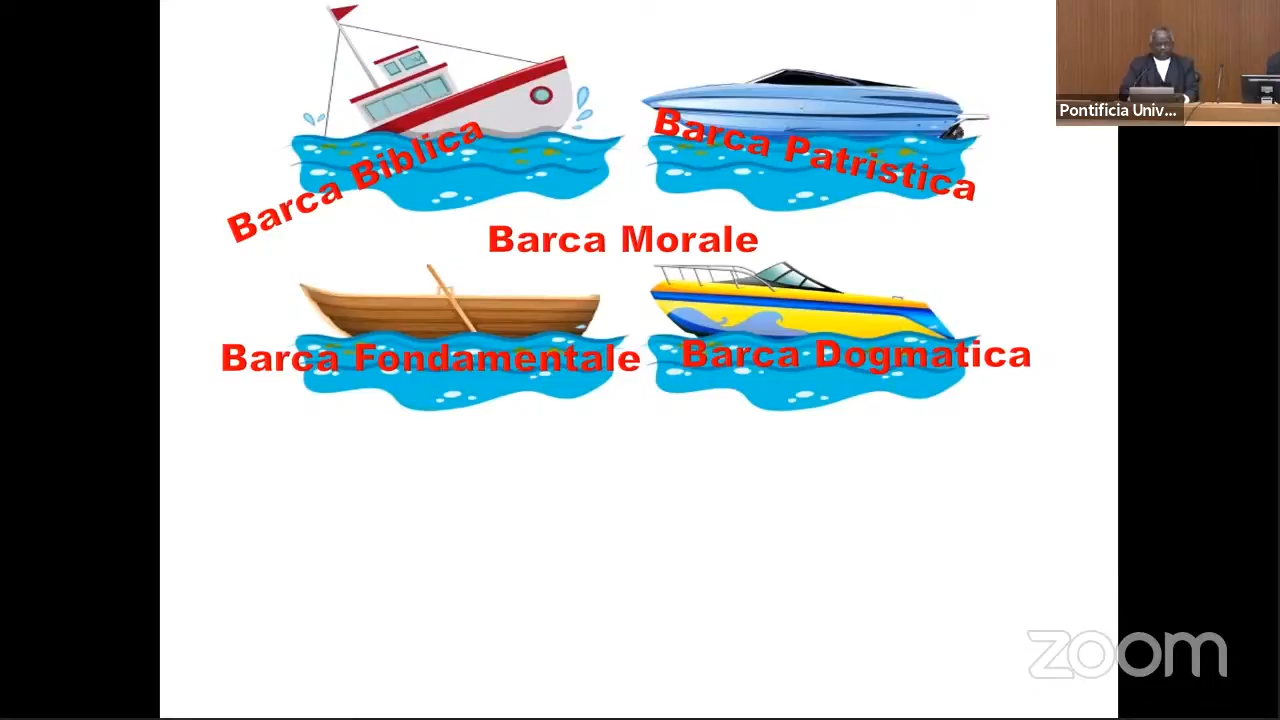 Barca Biblica
Barca Patristica
Pontificia Univ...
Barca Morale
Barca Fondamentale
Barca Dogmatica
zoom